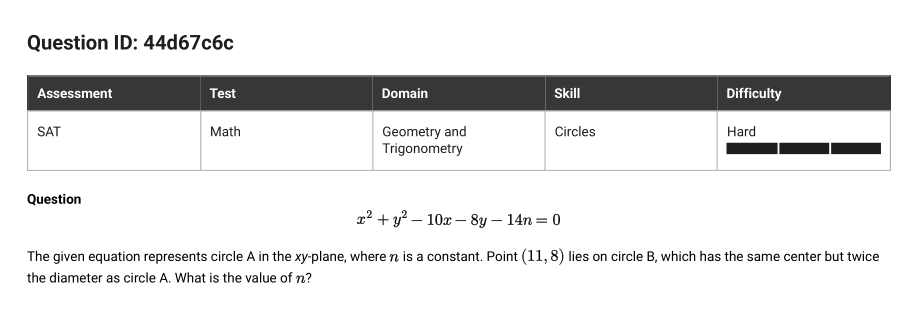 Question ID: 44d67c6c
Assessment Test Domain Skill Difficulty
SAT Math Geometry and Trigonometry Circles Hard
Question
x² + y² − 10x − 8y − 14n = 0
The given equation represents circle A in the xy-plane, where n is a constant. Point (11, 8) lies on circle B, which has the same center but twice
the diameter as circle A. What is the value of n?